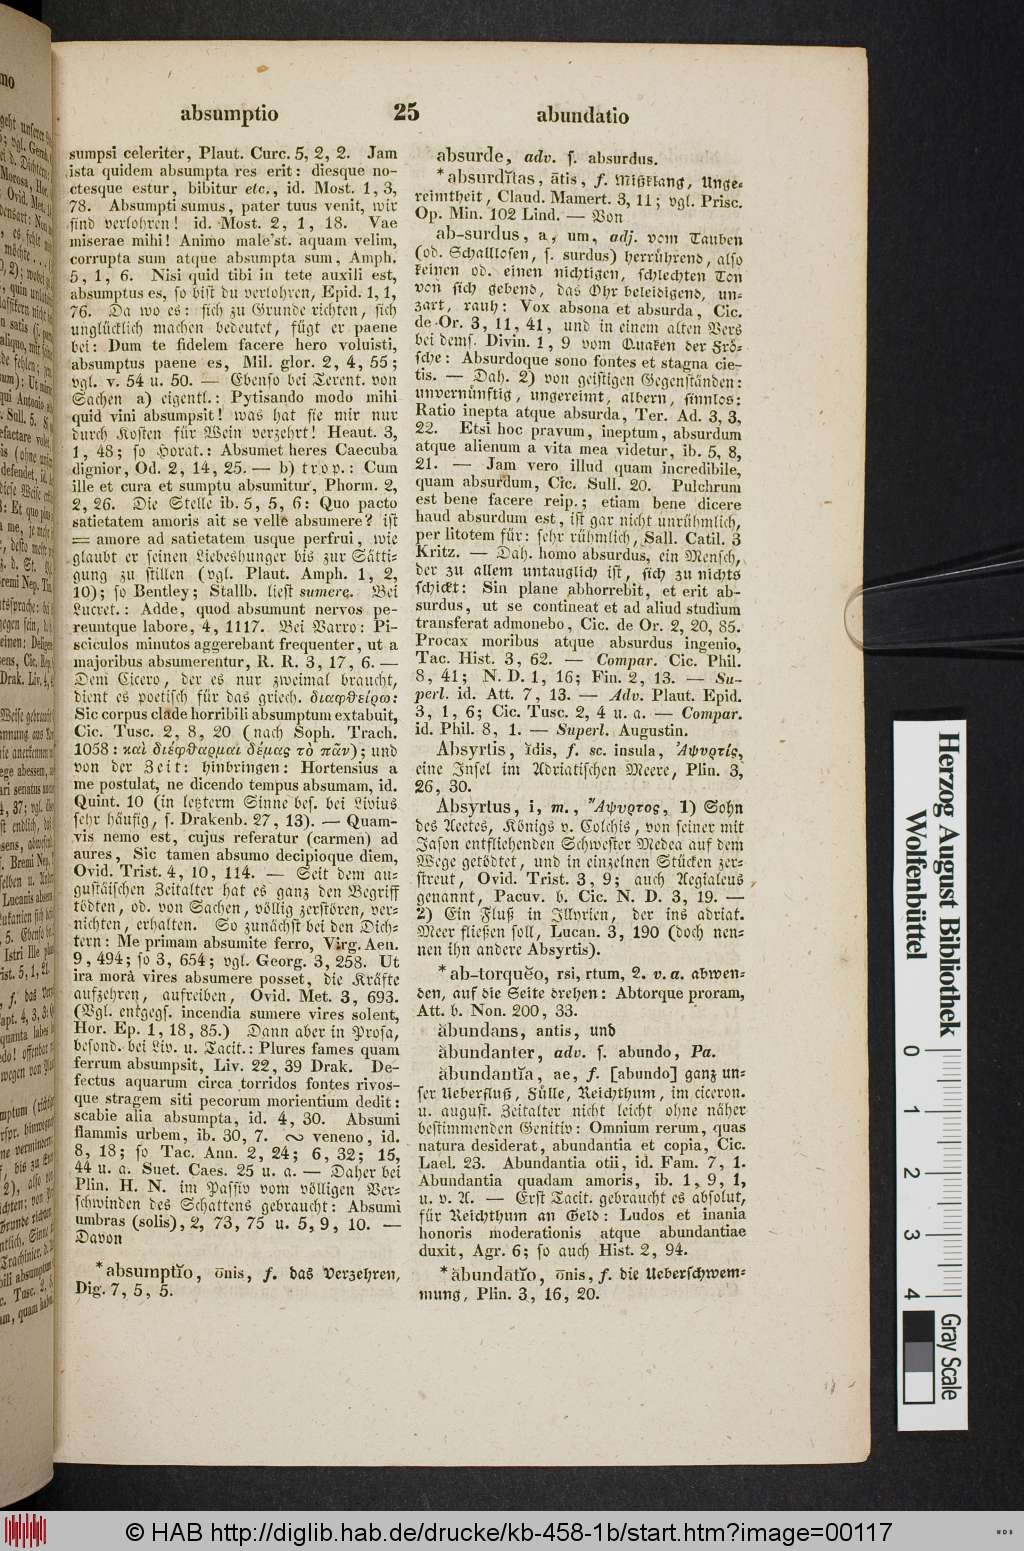 absumptio 25 abundatio
sumpsi celeriter, Plaut. Curc. 5, 2, 2. Jam
ista quidem absumpta res erit: diesque no-
ctesque estur, bibitur etc., id. Most. 1, 3,
78. Absumpti sumus, pater tuus venit, wir
sind verlohren! id. Most. 2, 1, 18. Vae
miserae mihi! Animo male'st. aquam velim,
corrupta sum atque absumpta sum, Amph.
5, 1, 6. Nisi quid tibi in tete auxili est,
absumptus es, so bist du verlohren, Epid. 1, 1,
76. Da wo es: sich zu Grunde richten, sich
unglücklich machen bedeutet, fügt er paene
bei: Dum te fidelem facere hero voluisti,
absumptus paene es, Mil. glor. 2, 4, 55;
vgl. v. 54 u. 50. — Ebenso bei Terent. von
Sachen a) eigentl.: Pytisando modo mihi
quid vini absumpsit! was hat sie mir nur
durch Kosten für Wein verzehrt! Heaut. 3,
1, 48; so Horat.: Absumet heres Caecuba
dignior, Od. 2, 14, 25. — b) trop.: Cum
ille et cura et sumptu absumitur, Phorm. 2,
2, 26. Die Stelle ib. 5, 5, 6: Quo pacto
satietatem amoris ait se velle absumere? ist
= amore ad satietatem usque perfrui, wie
glaubt er seinen Liebeshunger bis zur Sätti-
gung zu stillen (vgl. Plaut. Amph. 1, 2,
10); so Bentley; Stallb. liest sumere. Bei
Lucret.: Adde, quod absumunt nervos pe-
reuntque labore, 4, 1117. Bei Varro: Pi-
sciculos minutos aggerebant frequenter, ut a
majoribus absumerentur, R. R. 3, 17, 6. —
Dem Cicero, der es nur zweimal braucht,
dient es poetisch für das griech. διαφθείρω:
Sic corpus clade horribili absumptum extabuit,
Cic. Tusc. 2, 8, 20 (nach Soph. Trach.
1058: καὶ διέφθαρμαι δέμας τὸ πᾶν); und
von der Zeit: hinbringen: Hortensius a
me postulat, ne dicendo tempus absumam, id.
Quint. 10 (in letzterm Sinne bes. bei Livius
sehr häufig, s. Drakenb. 27, 13). — Quam-
vis nemo est, cujus referatur (carmen) ad
aures, Sic tamen absumo decipioque diem,
Ovid. Trist. 4, 10, 114. — Seit dem au-
gustäischen Zeitalter hat es ganz den Begriff
tödten, od. von Sachen, völlig zerstören, ver-
nichten, erhalten. So zunächst bei den Dich-
tern: Me primam absumite ferro, Virg. Aen.
9, 494; so 3, 654; vgl. Georg. 3, 258. Ut
ira morâ vires absumere posset, die Kräfte
aufzehren, aufreiben, Ovid. Met. 3, 693.
(Vgl. entgegs. incendia sumere vires solent,
Hor. Ep. 1, 18, 85.) Dann aber in Prosa,
besond. bei Liv. u. Tacit.: Plures fames quam
ferrum absumpsit, Liv. 22, 39 Drak. De-
fectus aquarum circa torridos fontes rivos-
que stragem siti pecorum morientium dedit:
scabie alia absumpta, id. 4, 30. Absumi
flammis urbem, ib. 30, 7. ∾ veneno, id.
8, 18; so Tac. Ann. 2, 24; 6, 32; 15,
44 u. a. Suet. Caes. 25 u. a. — Daher bei
Plin. H. N. im Passiv vom völligen Ver-
schwinden des Schattens gebraucht: Absumi
umbras (solis), 2, 73, 75 u. 5, 9, 10. —
Davon
*absumptĭo, ōnis, f. das Verzehren,
Dig. 7, 5, 5.
absurde, adv. s. absurdus.
*absurdĭtas, ātis, f. Mißklang, Unge-
reimtheit, Claud. Mamert. 3, 11; vgl. Prisc.
Op. Min. 102 Lind. — Von
ab-surdus, a, um, adj. vom Tauben
(od. Schalllosen, s. surdus) herrührend, also
keinen od. einen nichtigen, schlechten Ton
von sich gebend, das Ohr beleidigend, un-
zart, rauh: Vox absona et absurda, Cic.
de Or. 3, 11, 41, und in einem alten Vers
bei dems. Divin. 1, 9 vom Quaken der Frö-
sche: Absurdoque sono fontes et stagna cie-
tis. — Dah. 2) von geistigen Gegenständen:
unvernünftig, ungereimt, albern, sinnlos:
Ratio inepta atque absurda, Ter. Ad. 3, 3,
22. Etsi hoc pravum, ineptum, absurdum
atque alienum a vita mea videtur, ib. 5, 8,
21. — Jam vero illud quam incredibile,
quam absurdum, Cic. Sull. 20. Pulchrum
est bene facere reip.; etiam bene dicere
haud absurdum est, ist gar nicht unrühmlich,
per litotem für: sehr rühmlich, Sall. Catil. 3
Kritz. — Dah. homo absurdus, ein Mensch,
der zu allem untauglich ist, sich zu nichts
schickt: Sin plane abhorrebit, et erit ab-
surdus, ut se contineat et ad aliud studium
transferat admonebo, Cic. de Or. 2, 20, 85.
Procax moribus atque absurdus ingenio,
Tac. Hist. 3, 62. — Compar. Cic. Phil.
8, 41; N. D. 1, 16; Fin. 2, 13. — Su-
perl. id. Att. 7, 13. — Adv. Plaut. Epid.
3, 1, 6; Cic. Tusc. 2, 4 u. a. — Compar.
id. Phil. 8, 1. — Superl. Augustin.
Absyrtis, ĭdis, f. sc. insula, Ἀψυρτίς,
eine Insel im Adriatischen Meere, Plin. 3,
26, 30.
Absyrtus, i, m., Ἄψυρτος, 1) Sohn
des Aeetes, Königs v. Colchis, von seiner mit
Jason entfliehenden Schwester Medea auf dem
Wege getödtet, und in einzelnen Stücken zer-
streut, Ovid. Trist. 3, 9; auch Aegialeus
genannt, Pacuv. b. Cic. N. D. 3, 19. —
2) Ein Fluß in Illyrien, der ins adriat.
Meer fließen soll, Lucan. 3, 190 (doch nen-
nen ihn andere Absyrtis).
*ab-torquĕo, rsi, rtum, 2. v. a. abwen-
den, auf die Seite drehen: Abtorque proram,
Att. b. Non. 200, 33.
ăbundans, antis, und
ăbundanter, adv. s. abundo, Pa.
ăbundantĭa, ae, f. [abundo] ganz un-
ser Ueberfluß, Fülle, Reichthum, im ciceron.
u. august. Zeitalter nicht leicht ohne näher
bestimmenden Genitiv: Omnium rerum, quas
natura desiderat, abundantia et copia, Cic.
Lael. 23. Abundantia otii, id. Fam. 7, 1.
Abundantia quadam amoris, ib. 1, 9, 1,
u. v. A. — Erst Tacit. gebraucht es absolut,
für Reichthum an Geld: Ludos et inania
honoris moderationis atque abundantiae
duxit, Agr. 6; so auch Hist. 2, 94.
*ăbundatĭo, ōnis, f. die Ueberschwem-
mung, Plin. 3, 16, 20.
Herzog August Bibliothek
Wolfenbüttel
0 1 2 3 4
Gray Scale
© HAB http://diglib.hab.de/drucke/kb-458-1b/start.htm?image=00117